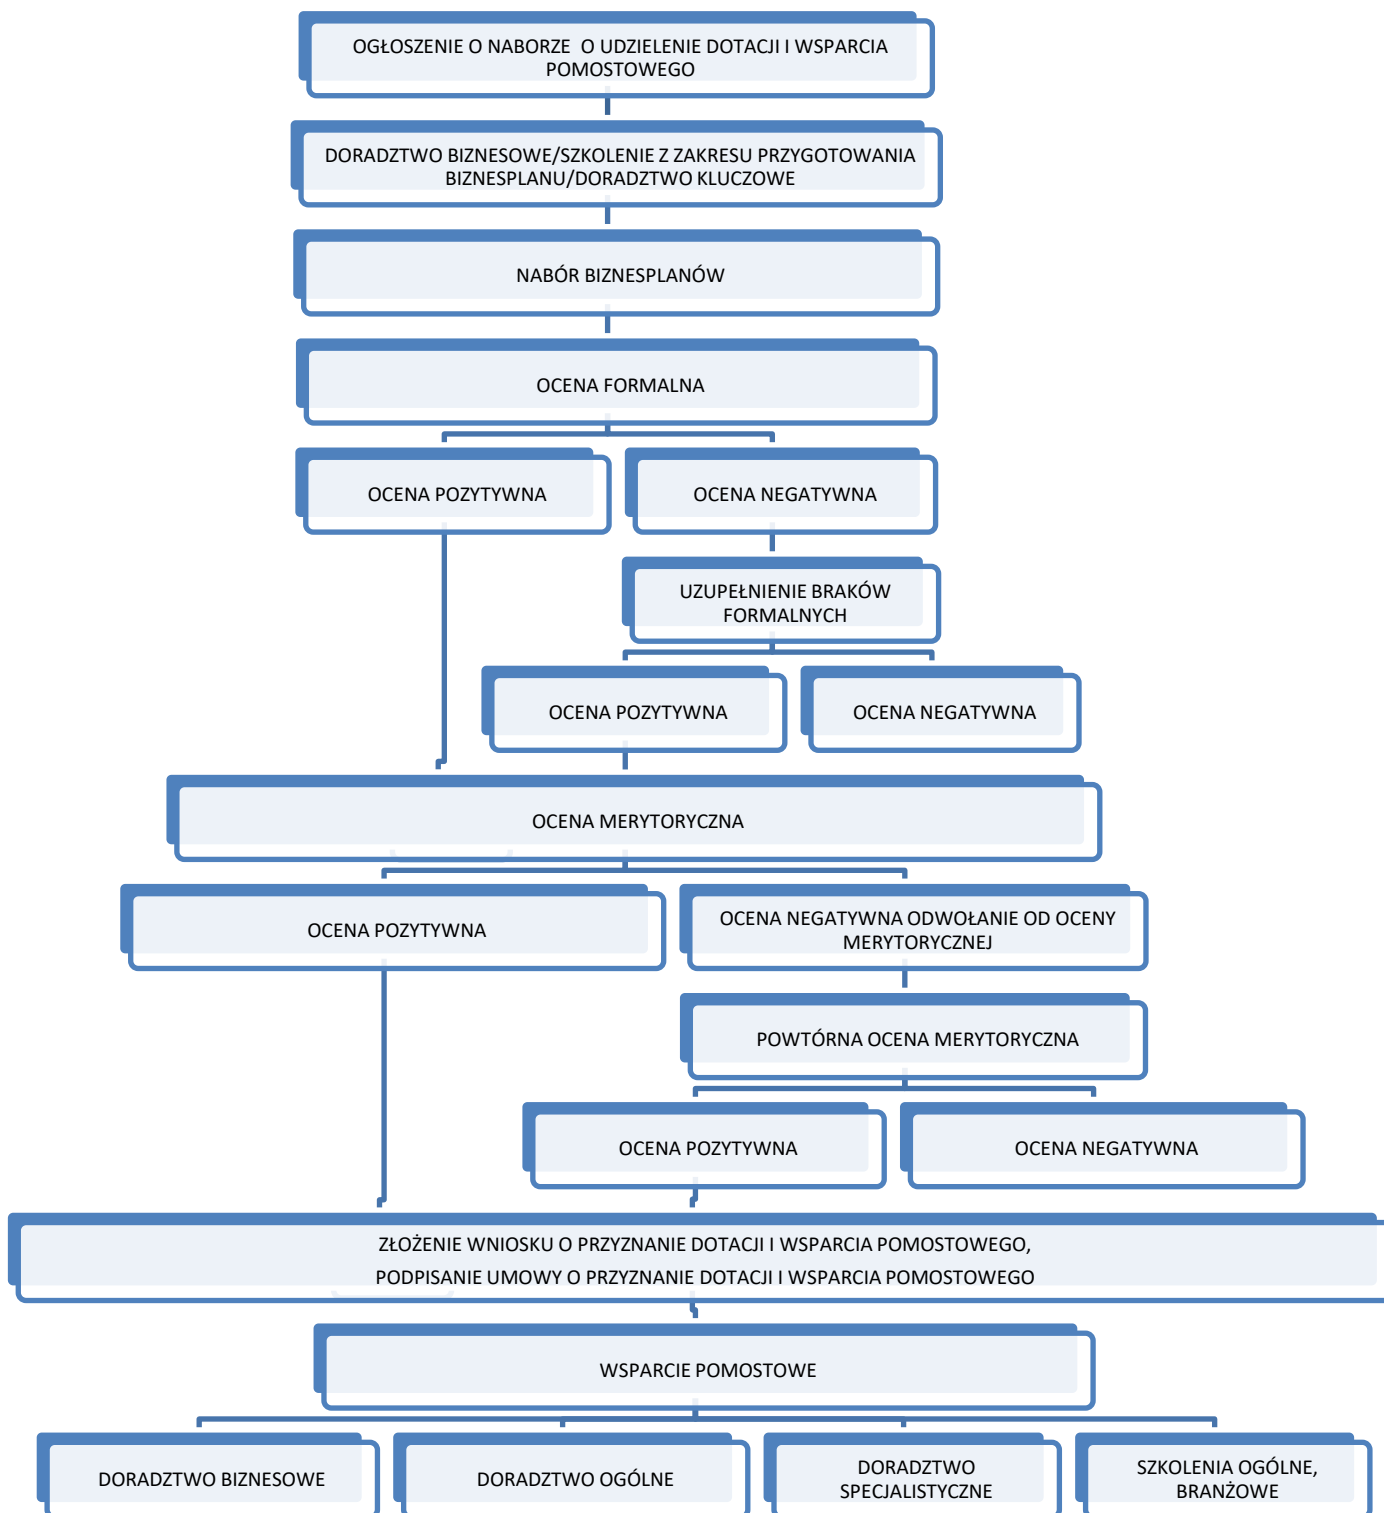 OGŁOSZENIE O NABORZE O UDZIELENIE DOTACJI I WSPARCIA
POMOSTOWEGO
DORADZTWO BIZNESOWE/SZKOLENIE Z ZAKRESU PRZYGOTOWANIA
BIZNESPLANU/DORADZTWO KLUCZOWE
NABÓR BIZNESPLANÓW
OCENA FORMALNA
OCENA POZYTYWNA
OCENA NEGATYWNA
UZUPEŁNIENIE BRAKÓW
FORMALNYCH
OCENA POZYTYWNA
OCENA NEGATYWNA
OCENA MERYTORYCZNA
OCENA POZYTYWNA
OCENA NEGATYWNA ODWOŁANIE OD OCENY
MERYTORYCZNEJ
POWTÓRNA OCENA MERYTORYCZNA
OCENA POZYTYWNA
OCENA NEGATYWNA
ZŁOŻENIE WNIOSKU O PRZYZNANIE DOTACJI I WSPARCIA POMOSTOWEGO,
PODPISANIE UMOWY O PRZYZNANIE DOTACJI I WSPARCIA POMOSTOWEGO
WSPARCIE POMOSTOWE
DORADZTWO BIZNESOWE
DORADZTWO OGÓLNE
DORADZTWO
SPECJALISTYCZNE
SZKOLENIA OGÓLNE,
BRANŻOWE